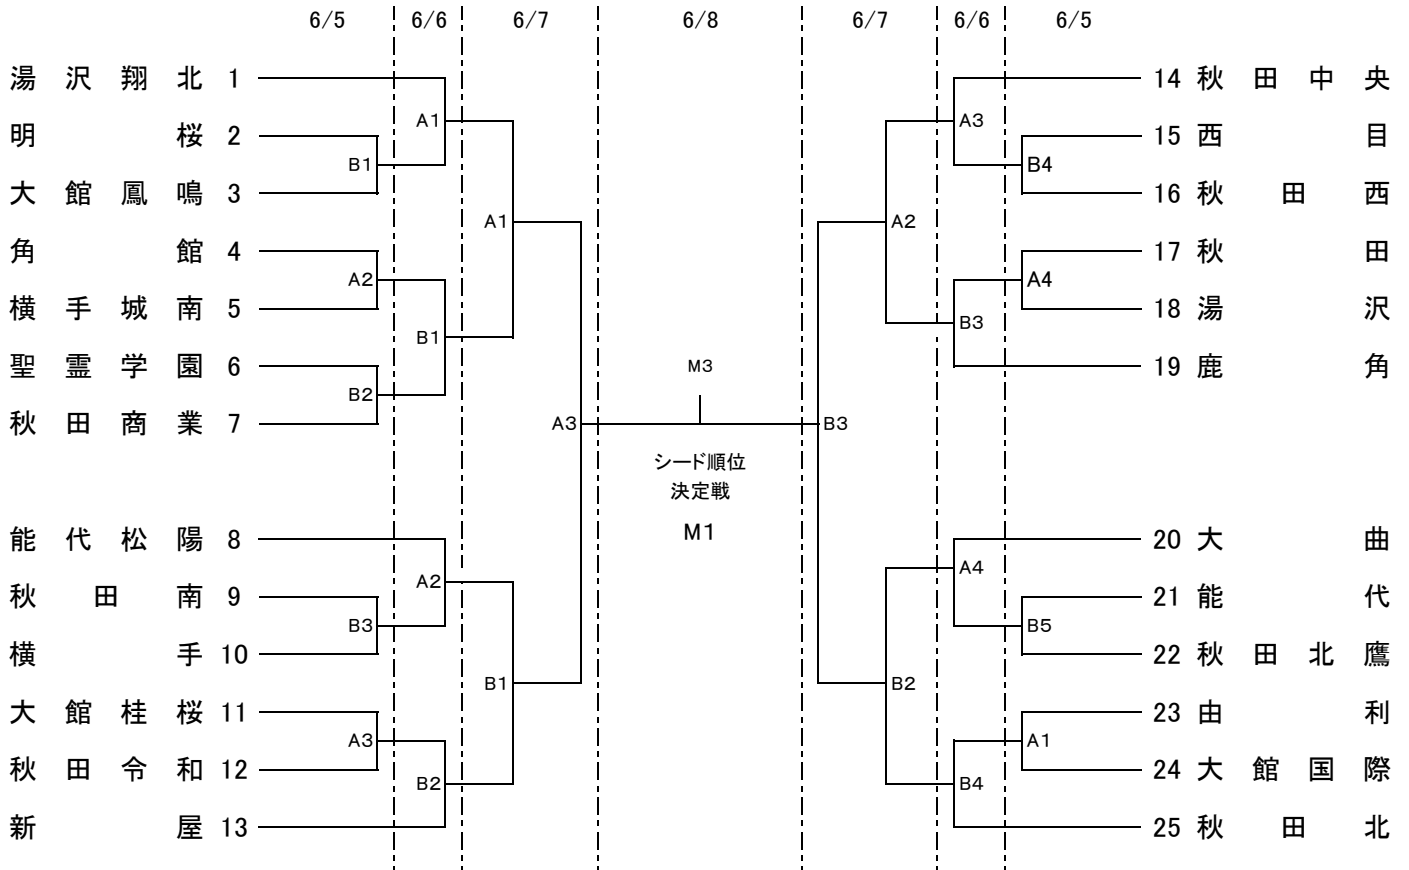 6/5 6/6 6/7 6/8 6/7 6/6 6/5
湯沢翔北 1
14 秋田中央
A1
A3
明桜 2
15 西目
B1
B4
大館鳳鳴 3
16 秋田西
A1
A2
角館 4
17 秋田
A2
A4
横手城南 5
18 湯沢
B1
B3
聖霊学園 6
M3
19 鹿角
B2
秋田商業 7
A3
B3
シード順位
決定戦
M1
能代松陽 8
20 大曲
A2
A4
秋田南 9
21 能代
B3
B5
横手 10
22 秋田北鷹
B1
B2
大館桂桜 11
23 由利
A3
A1
秋田令和 12
24 大館国際
B2
B4
新屋 13
25 秋田北